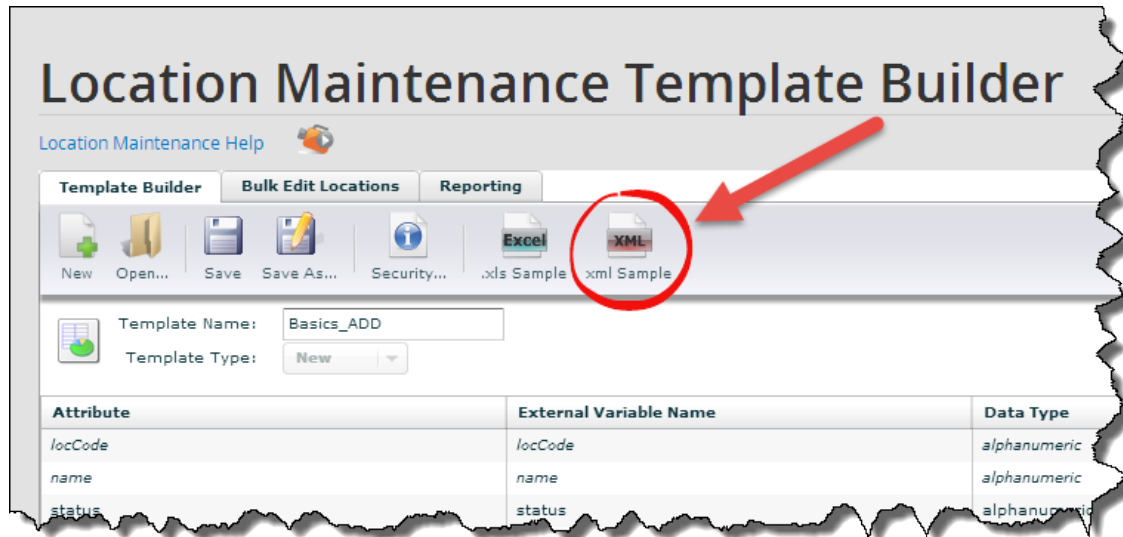 Location Maintenance Template Builder
Location Maintenance Help
Template Builder Bulk Edit Locations Reporting
Excel XML
New Open... Save Save As... Security... .xls Sample .xml Sample
Template Name: Basics_ADD
Template Type: New
Attribute External Variable Name Data Type
locCode locCode alphanumeric
name name alphanumeric
status status alphanumeric